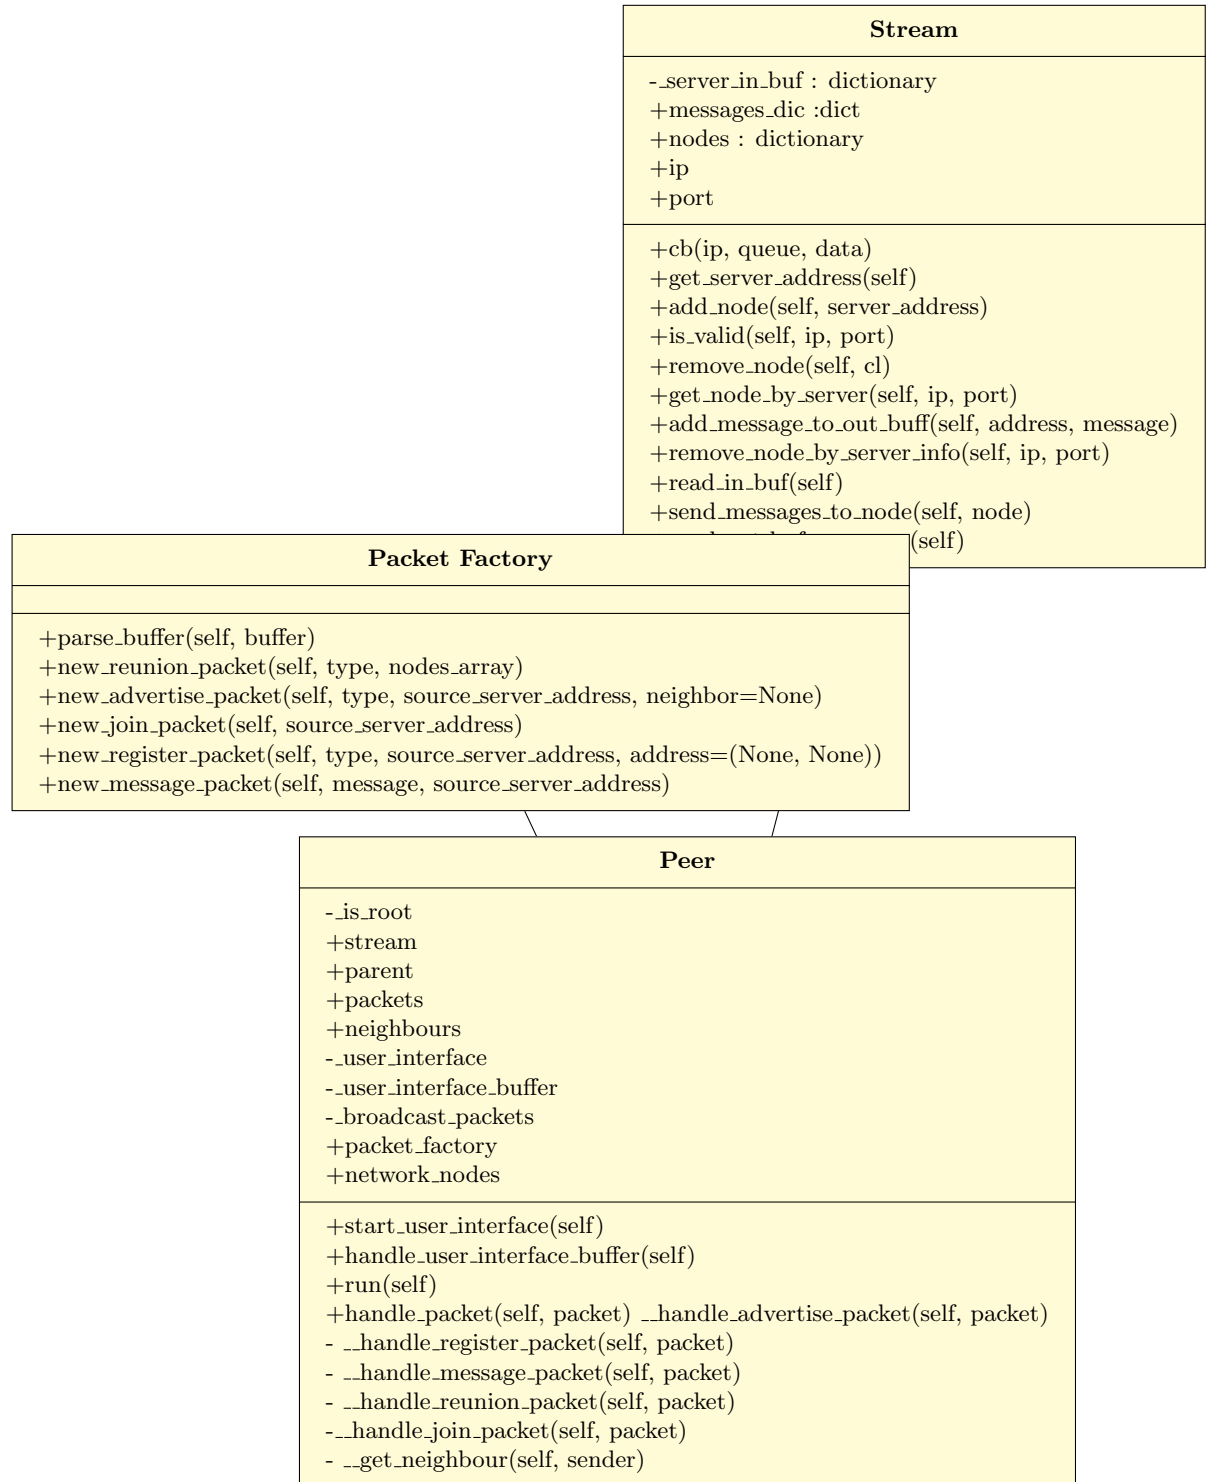 Stream
-_server_in_buf : dictionary
+messages_dic :dict
+nodes : dictionary
+ip
+port
+cb(ip, queue, data)
+get_server_address(self)
+add_node(self, server_address)
+is_valid(self, ip, port)
+remove_node(self, cl)
+get_node_by_server(self, ip, port)
+add_message_to_out_buff(self, address, message)
+remove_node_by_server_info(self, ip, port)
+read_in_buf(self)
+send_messages_to_node(self, node)
(self)
Packet Factory
+parse_buffer(self, buffer)
+new_reunion_packet(self, type, nodes_array)
+new_advertise_packet(self, type, source_server_address, neighbor=None)
+new_join_packet(self, source_server_address)
+new_register_packet(self, type, source_server_address, address=(None, None))
+new_message_packet(self, message, source_server_address)
Peer
-_is_root
+stream
+parent
+packets
+neighbours
-_user_interface
-_user_interface_buffer
-_broadcast_packets
+packet_factory
+network_nodes
+start_user_interface(self)
+handle_user_interface_buffer(self)
+run(self)
+handle_packet(self, packet) __handle_advertise_packet(self, packet)
- __handle_register_packet(self, packet)
- __handle_message_packet(self, packet)
- __handle_reunion_packet(self, packet)
-__handle_join_packet(self, packet)
- __get_neighbour(self, sender)